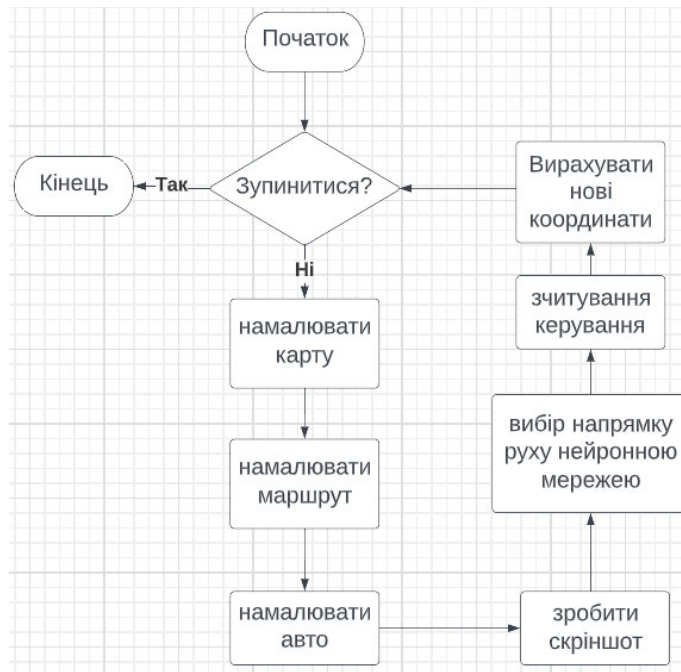 Початок
Зупинитися?
Так
Кінець
Ні
намалювати
карту
намалювати
маршрут
намалювати
авто
зробити
скріншот
вибір напрямку
руху нейронною
мережею
зчитування
керування
Вирахувати
нові
координати